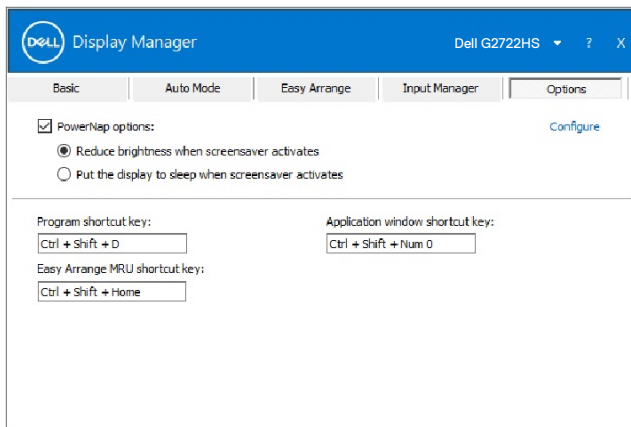 DELL Display Manager Dell G2722HS ? X
Basic Auto Mode Easy Arrange Input Manager Options
PowerNap options: Configure
Reduce brightness when screensaver activates
Put the display to sleep when screensaver activates
Program shortcut key: Application window shortcut key:
Ctrl + Shift + D Ctrl + Shift + Num 0
Easy Arrange MRU shortcut key:
Ctrl + Shift + Home